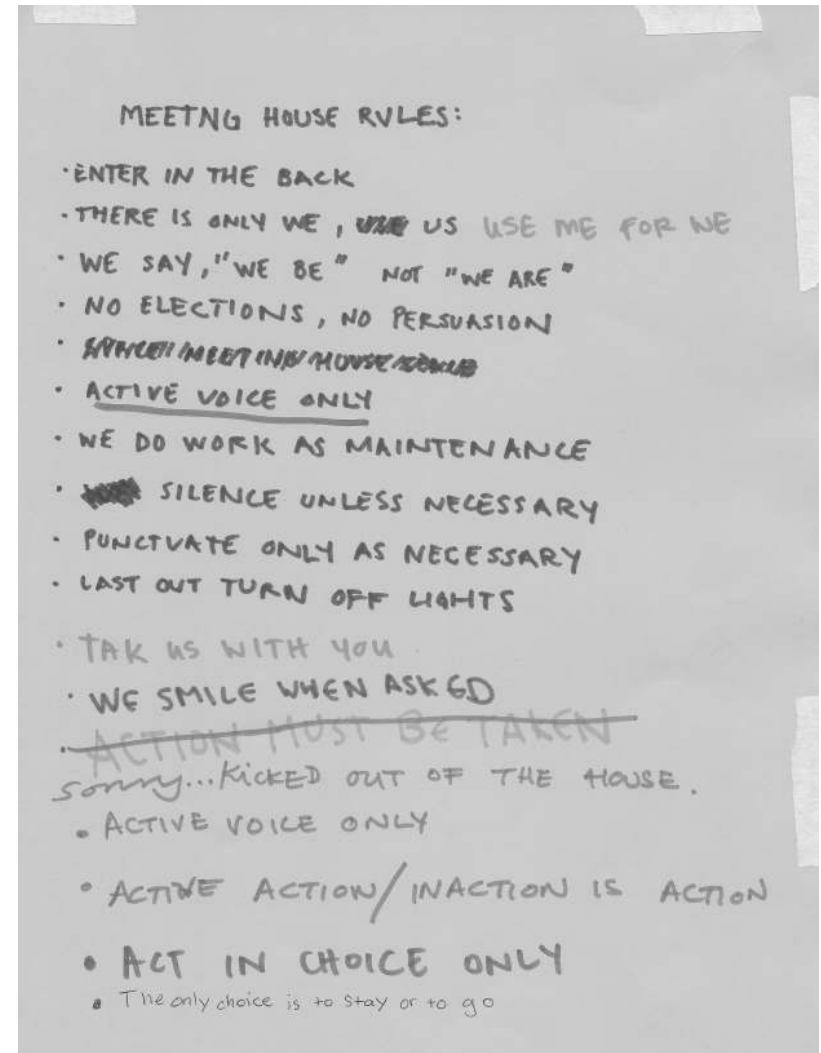 MEETNG HOUSE RULES:
· ENTER IN THE BACK
· THERE IS ONLY WE, US USE ME FOR WE
· WE SAY, "WE BE" NOT "WE ARE"
· NO ELECTIONS, NO PERSUASION
· ACTIVE VOICE ONLY
· WE DO WORK AS MAINTENANCE
· SILENCE UNLESS NECESSARY
· PUNCTUATE ONLY AS NECESSARY
· LAST OUT TURN OFF LIGHTS
· TAK US WITH YOU
· WE SMILE WHEN ASKED
· ACTION MUST BE TAKEN
sorry... KICKED OUT OF THE HOUSE.
• ACTIVE VOICE ONLY
• ACTIVE ACTION/INACTION IS ACTION
• ACT IN CHOICE ONLY
• The only choice is to stay or to go